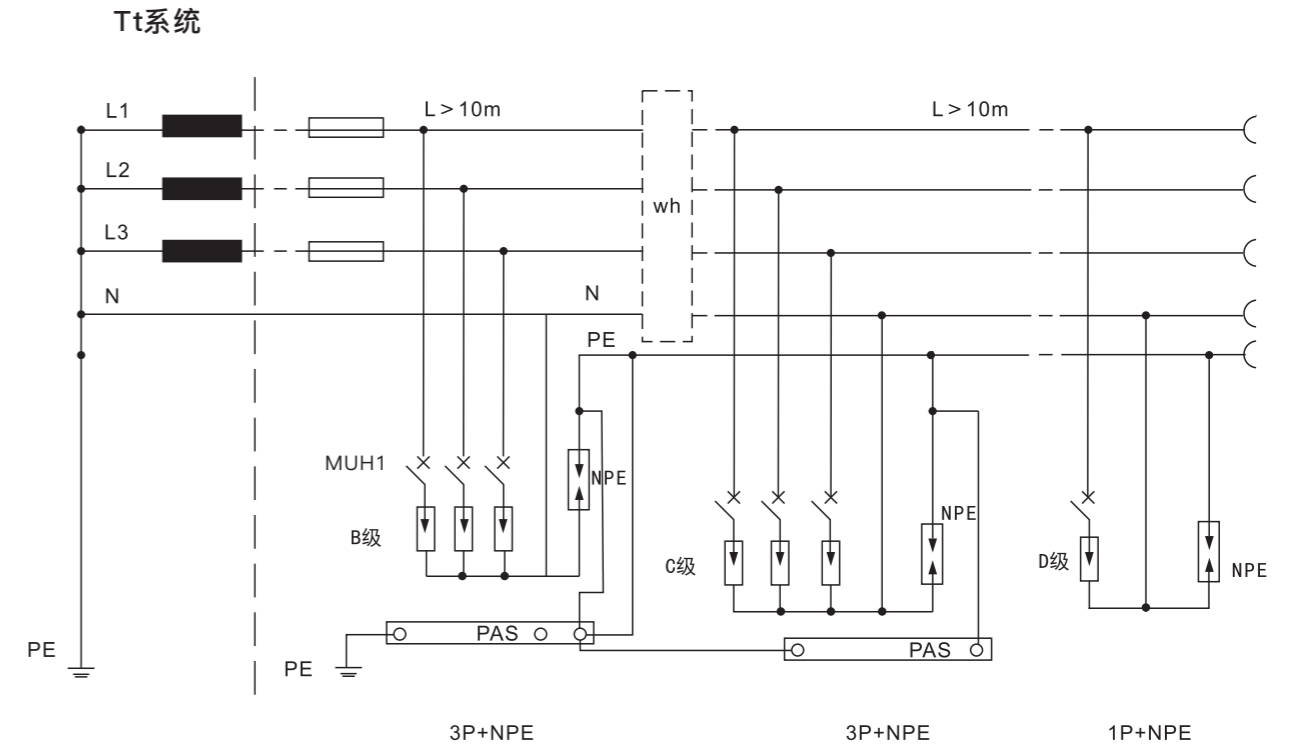 Tt系统
L1
L>10m
L>10m
L2
wh
L3
N
N
PE
MUH1
NPE
NPE
B级
C级
D级
NPE
PAS
PE
PE
PAS
3P+NPE
3P+NPE
1P+NPE